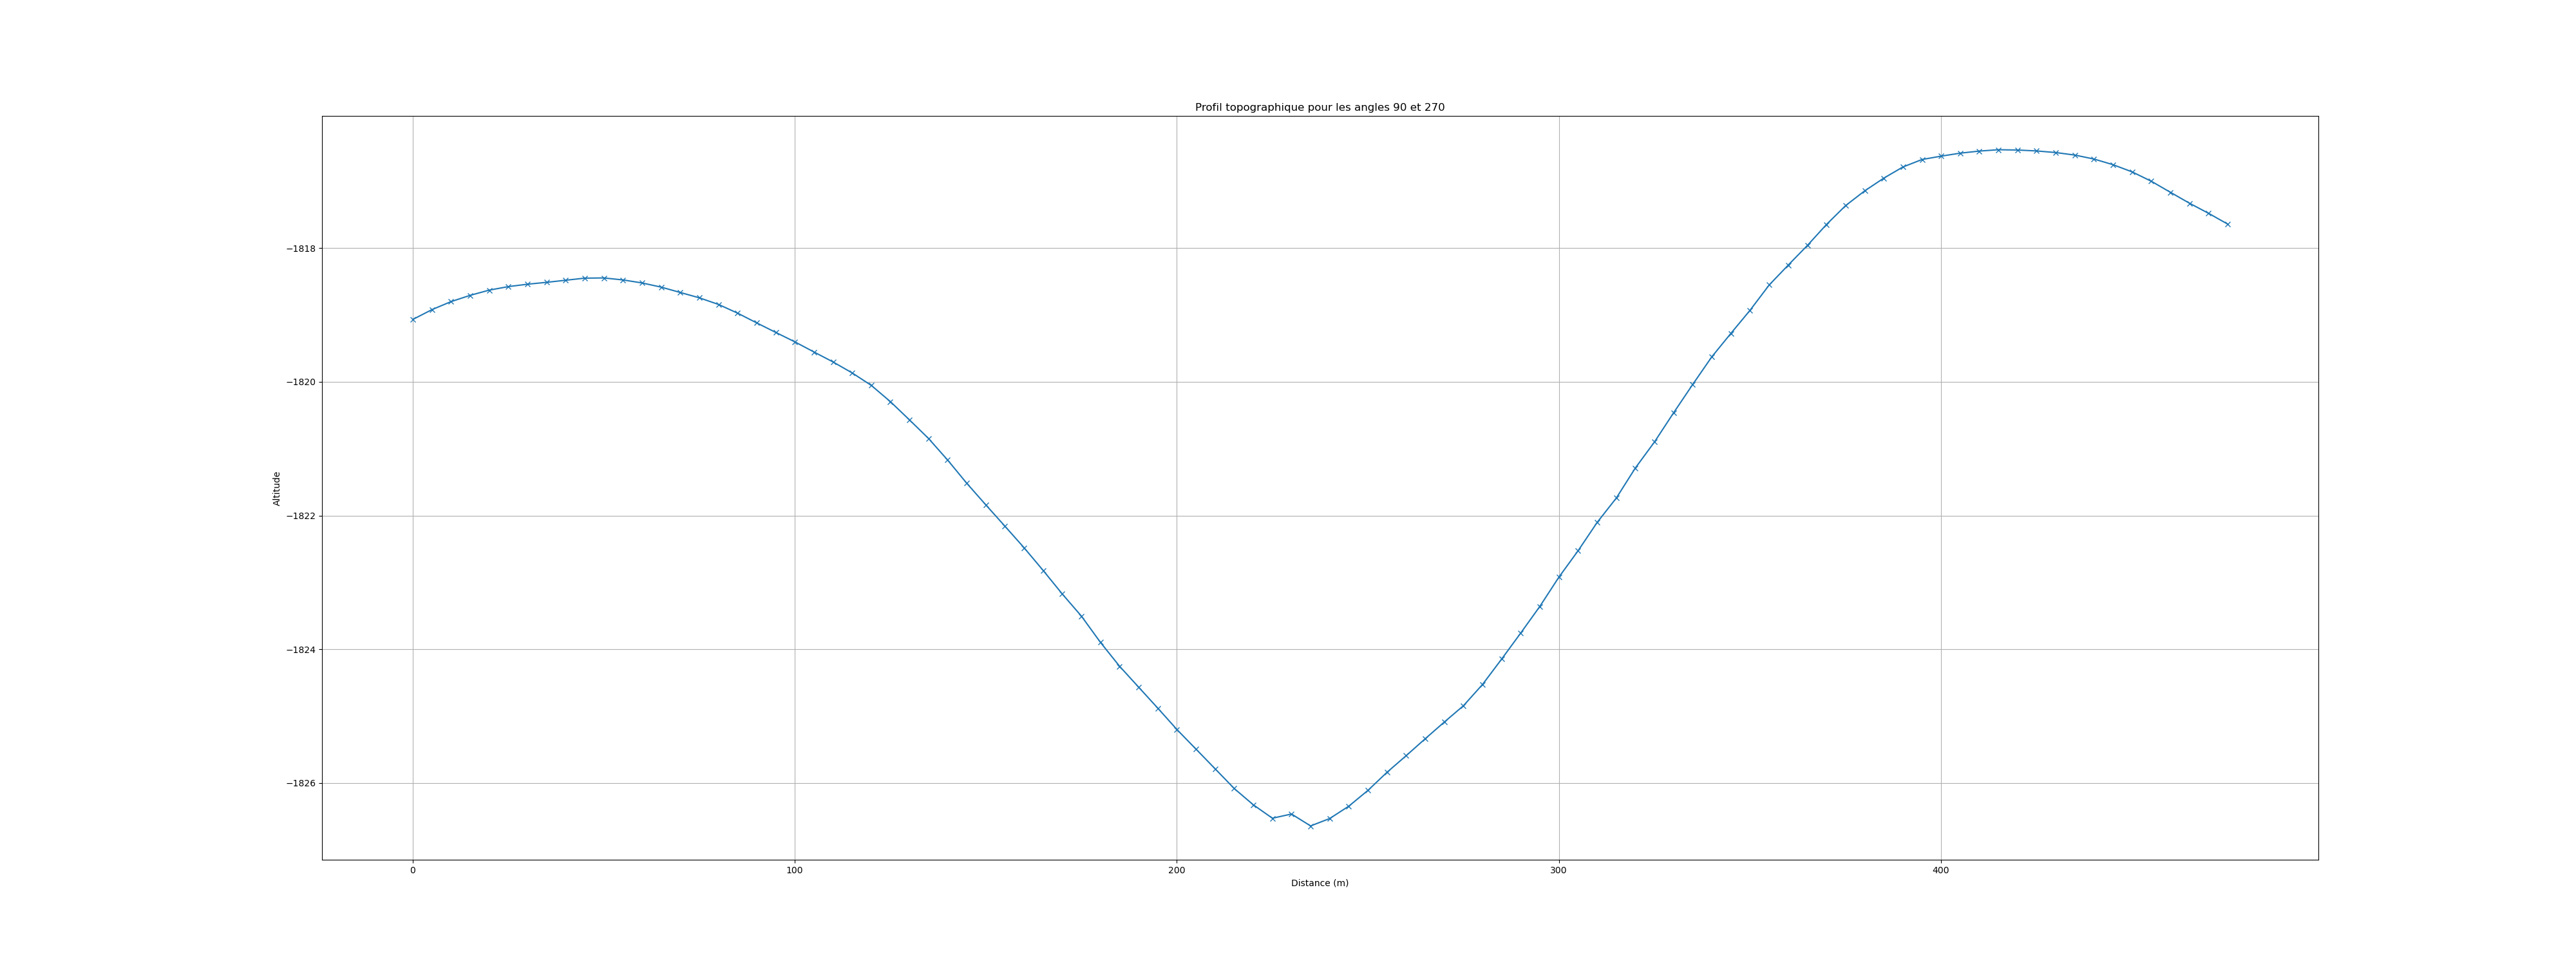 Profil topographique pour les angles 90 et 270
Altitude
−1818
−1820
−1822
−1824
−1826
0 100 200 300 400
Distance (m)